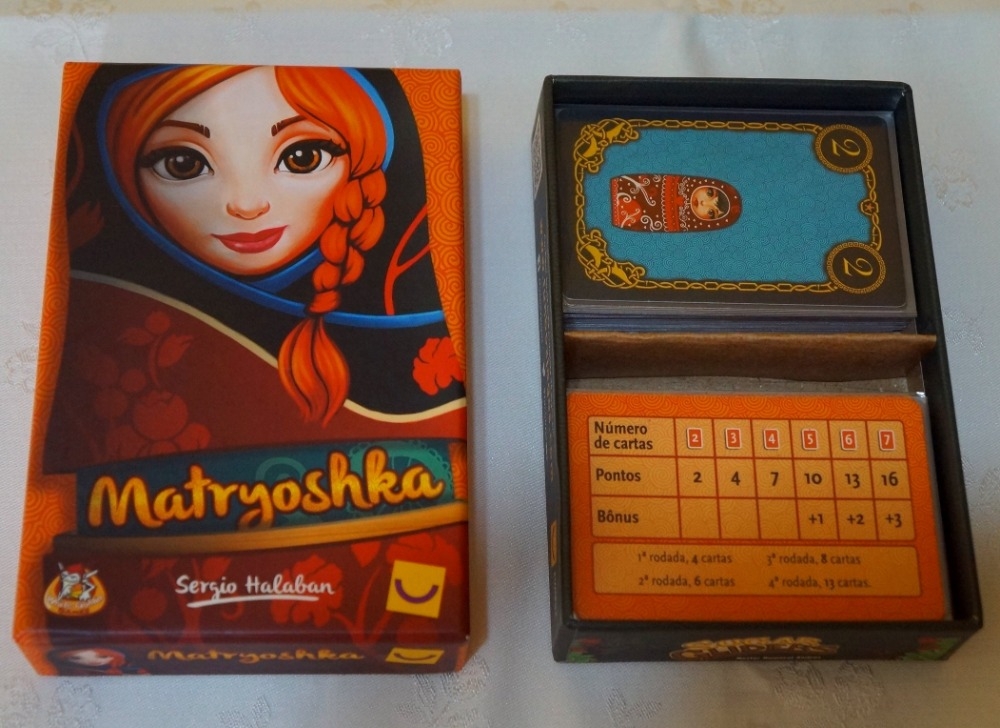 Matryoshka
Sergio Halaban
Matryoshka
2
2
Número de cartas 2 3 4 5 6 7
Pontos 2 4 7 10 13 16
Bônus +1 +2 +3
1ª rodada, 4 cartas 3ª rodada, 8 cartas
2ª rodada, 6 cartas 4ª rodada, 13 cartas.